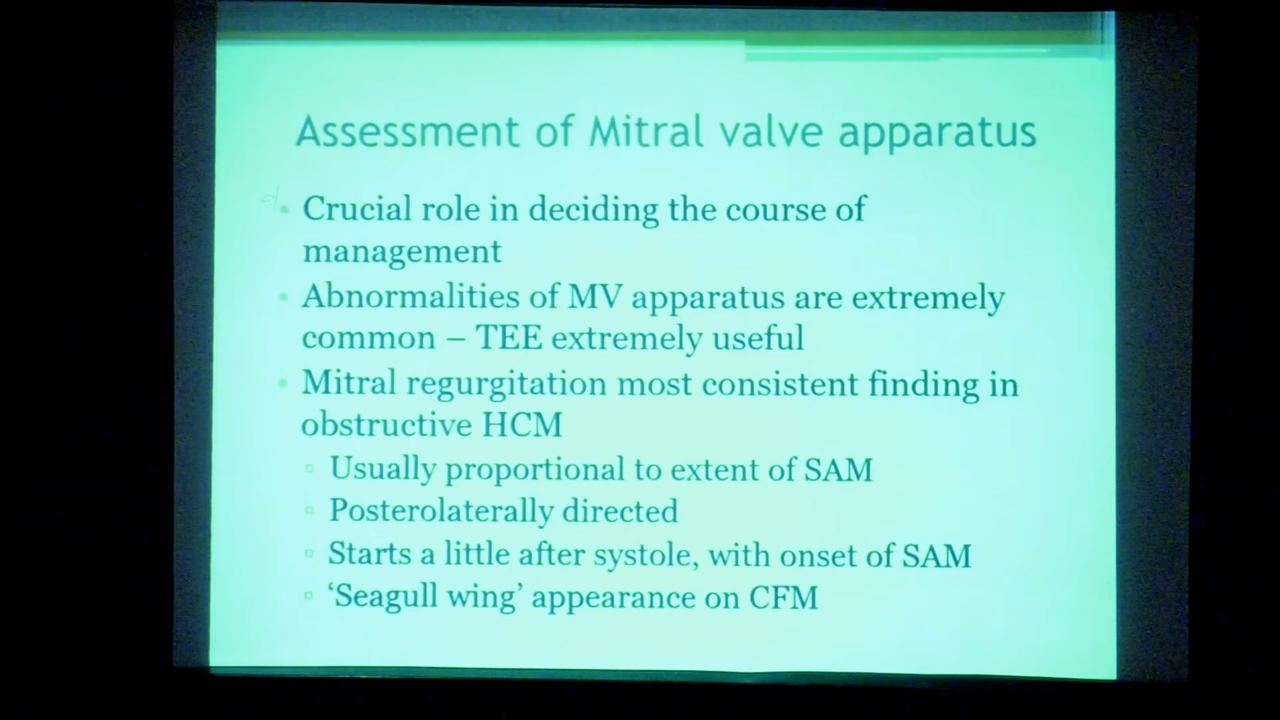 Assessment of Mitral valve apparatus
Crucial role in deciding the course of
management
Abnormalities of MV apparatus are extremely
common – TEE extremely useful
Mitral regurgitation most consistent finding in
obstructive HCM
Usually proportional to extent of SAM
Posterolaterally directed
Starts a little after systole, with onset of SAM
‘Seagull wing’ appearance on CFM